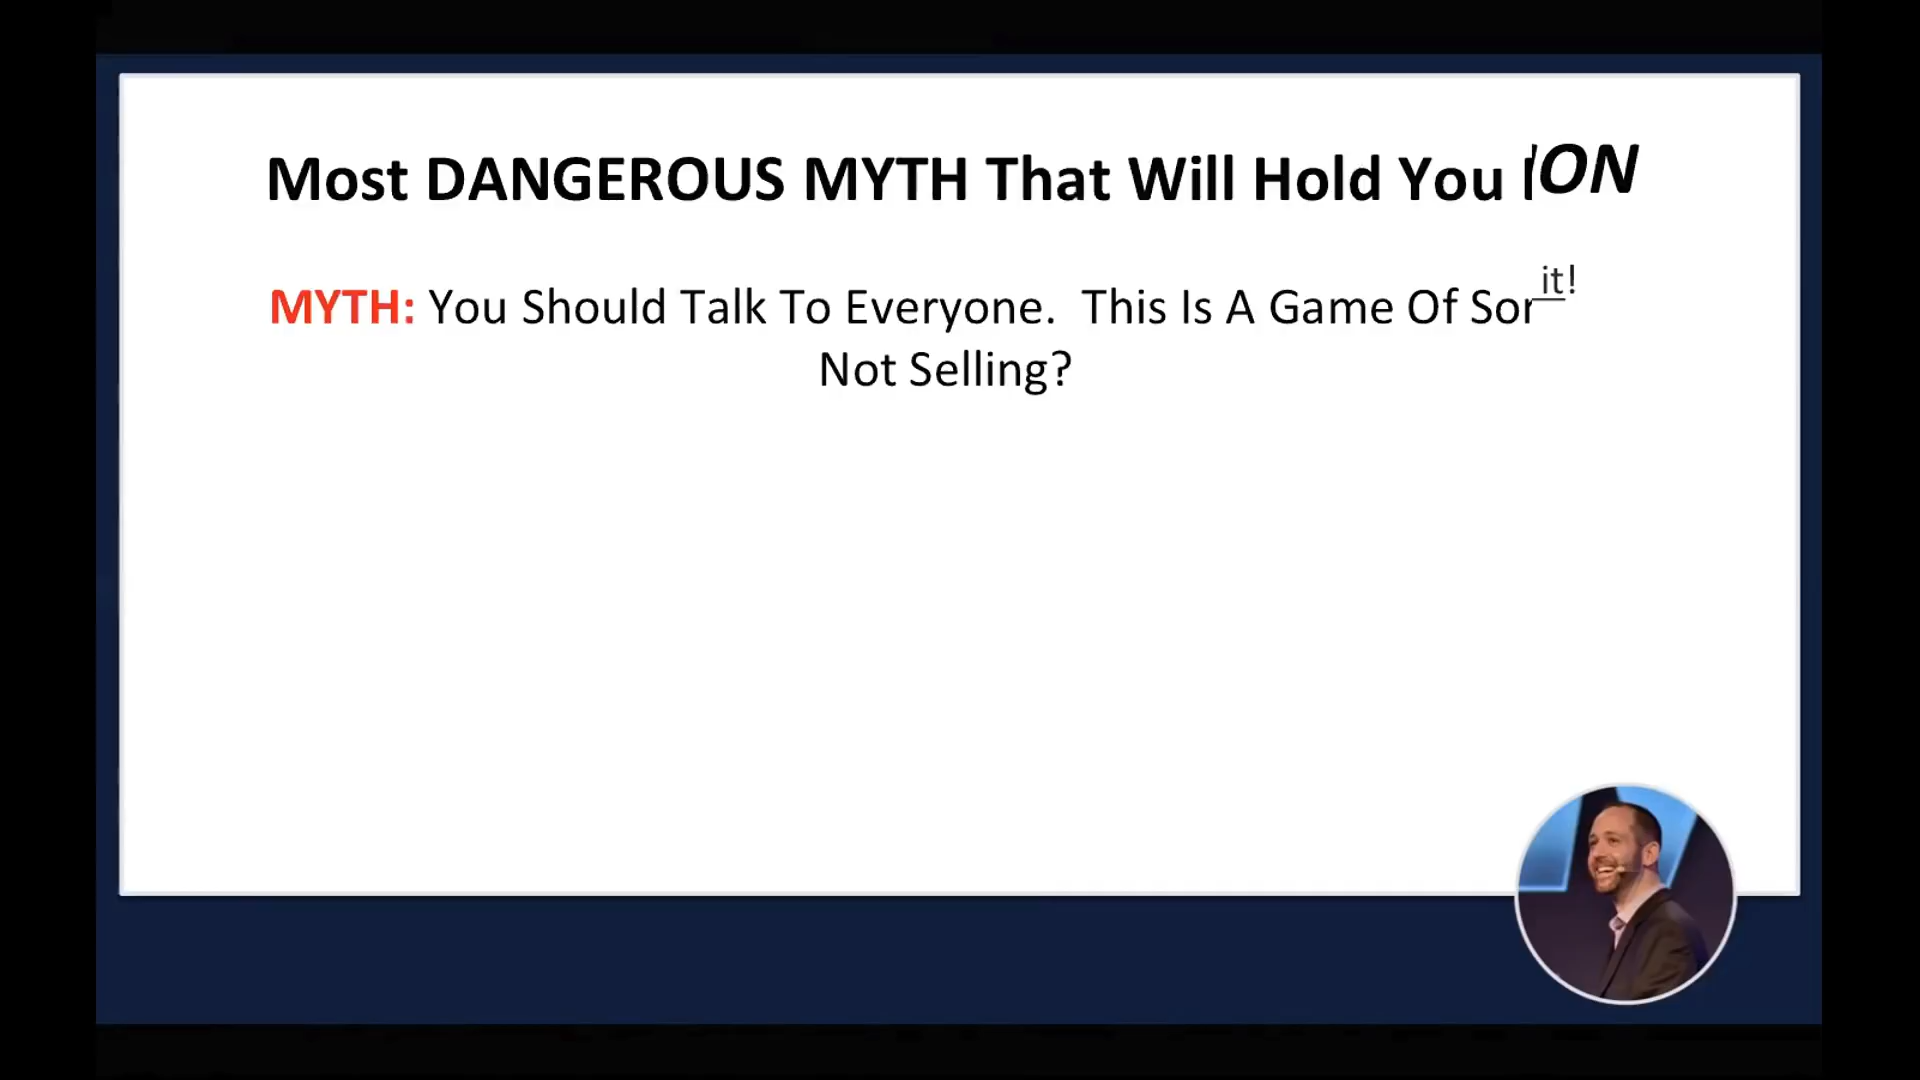 Most DANGEROUS MYTH That Will Hold You ION
MYTH: You Should Talk To Everyone. This Is A Game Of Sor it!
Not Selling?